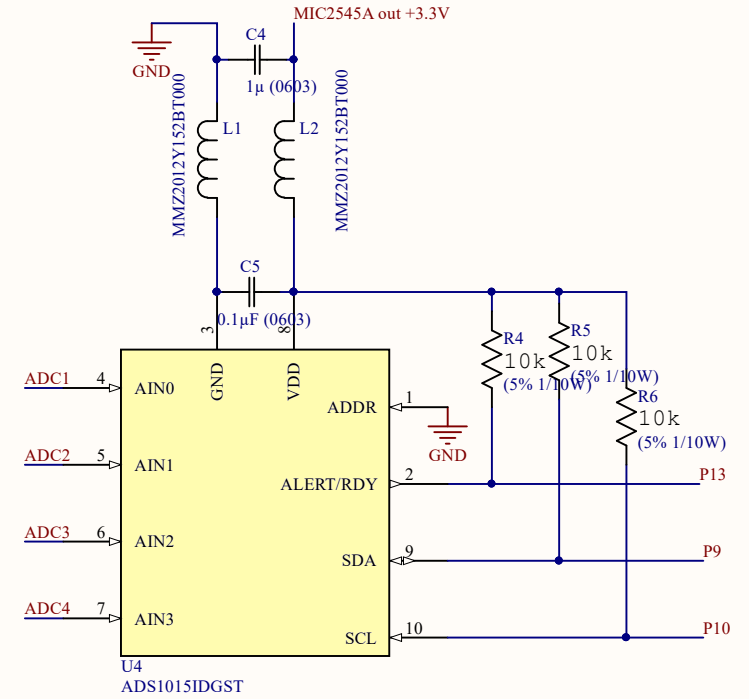 MIC2545A out +3.3V
C4
GND
1µ (0603)
MMZ2012Y152BT000
L1
L2
MMZ2012Y152BT000
C5
0.1µF (0603)
3
8
R4
10k
(5% 1/10W)
R5
10k
(5% 1/10W)
R6
10k
(5% 1/10W)
GND
VDD
ADC1
4
AIN0
ADDR
1
GND
ADC2
5
AIN1
ALERT/RDY
2
P13
ADC3
6
AIN2
SDA
9
P9
ADC4
7
AIN3
SCL
10
P10
U4
ADS1015IDGST